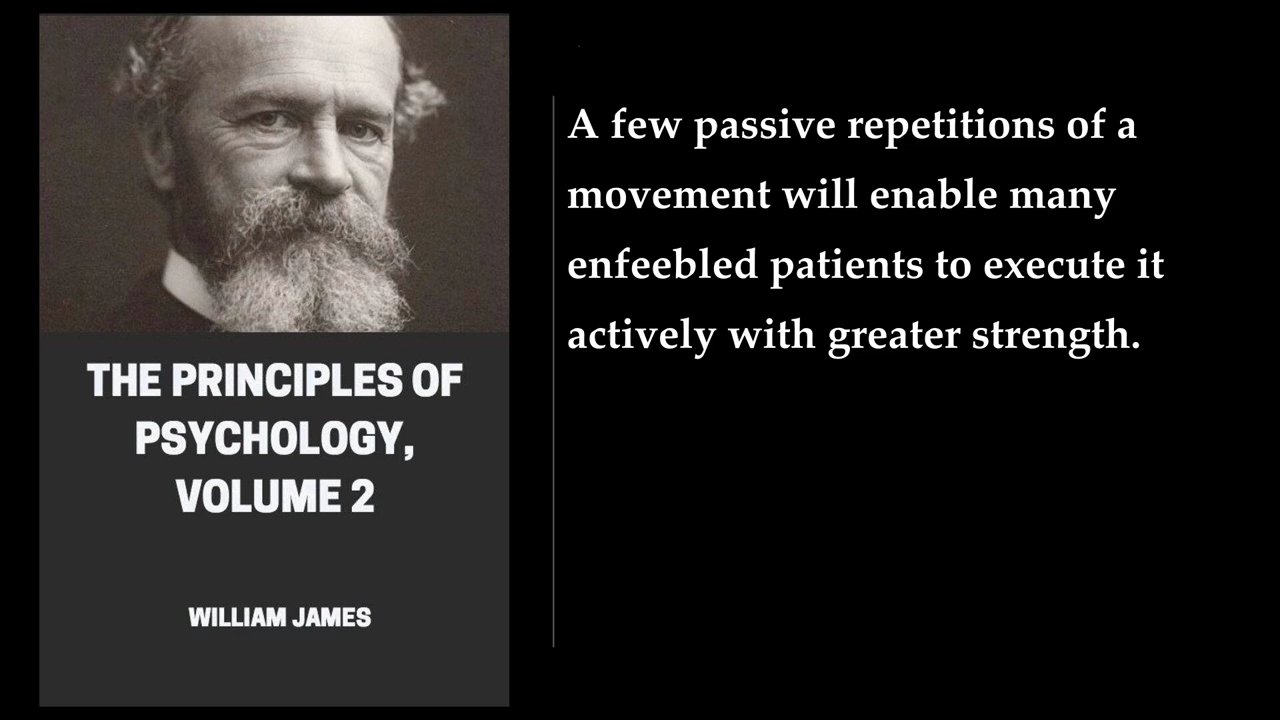 THE PRINCIPLES OF
PSYCHOLOGY,
VOLUME 2
WILLIAM JAMES
A few passive repetitions of a
movement will enable many
enfeebled patients to execute it
actively with greater strength.